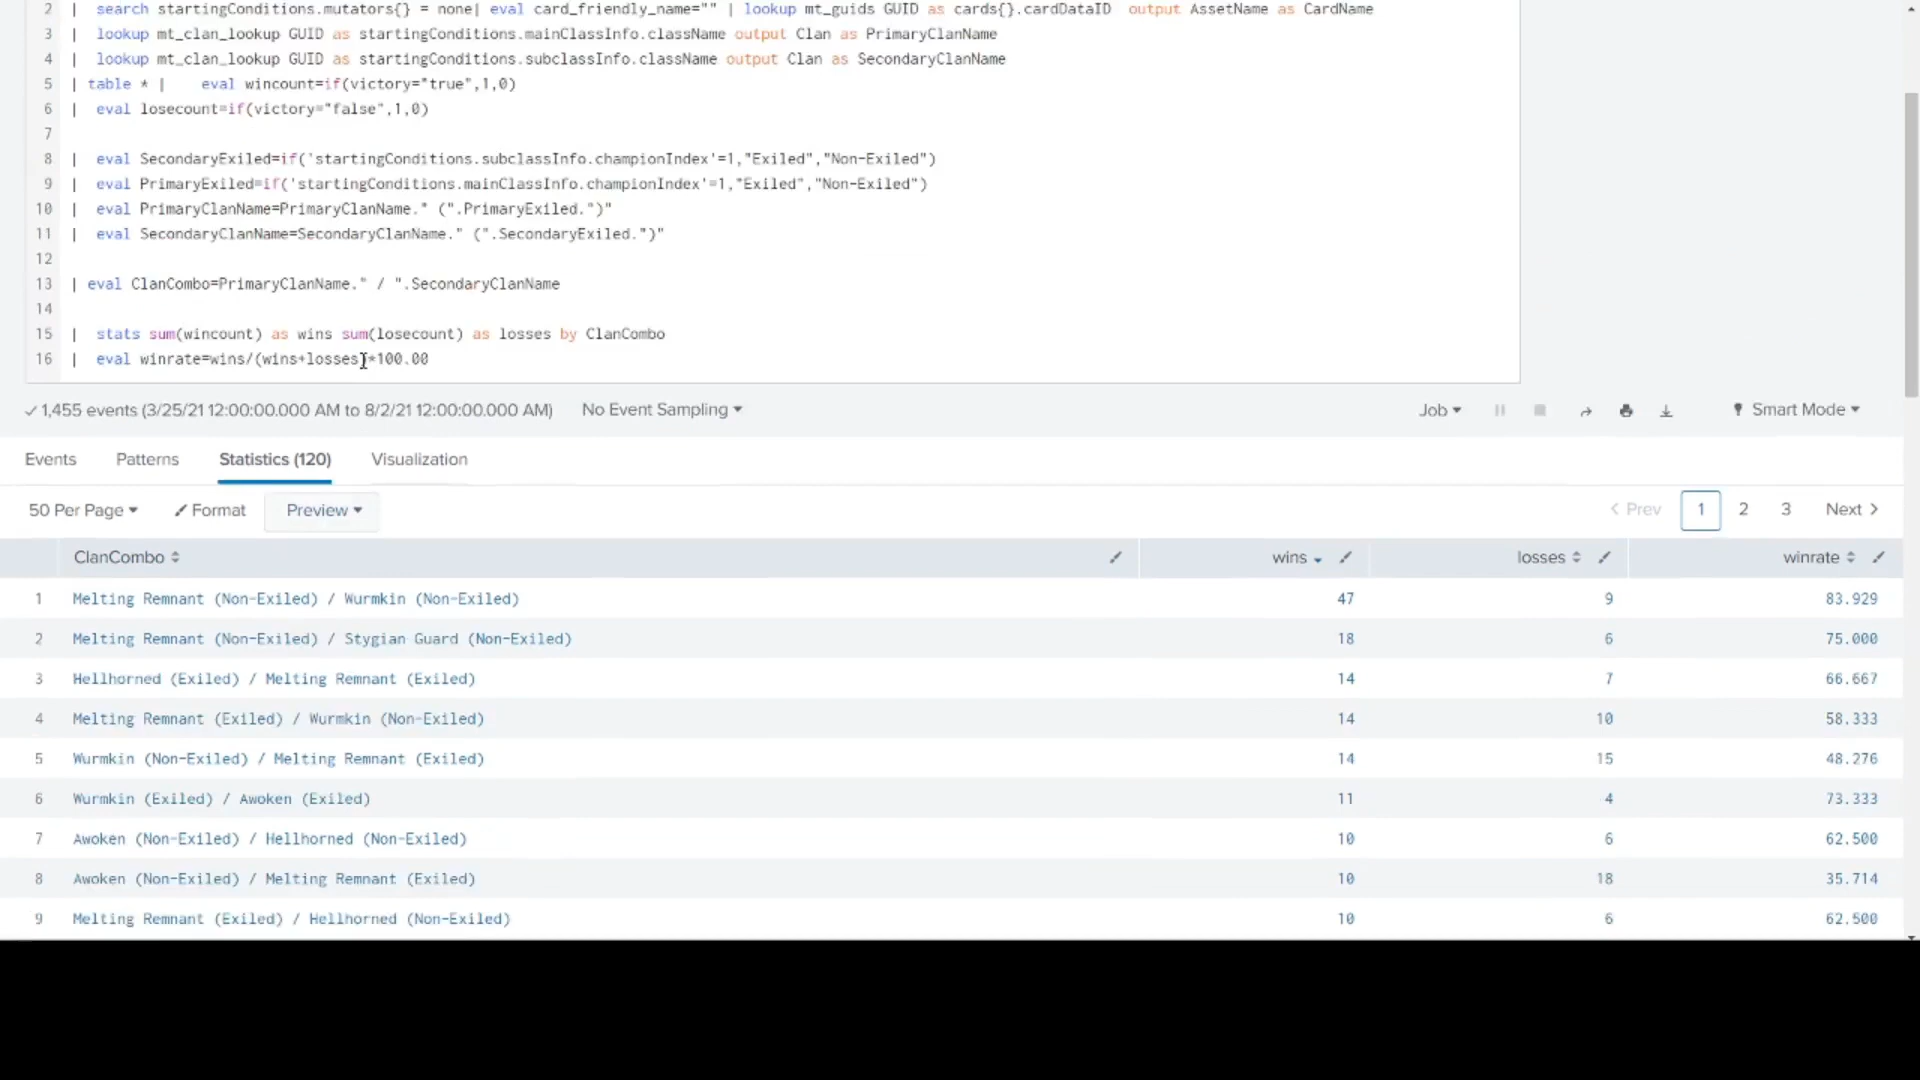 2 | search startingConditions.mutators{} = none| eval card_friendly_name="" | lookup mt_guids GUID as cards{}.cardDataID output AssetName as CardName
3 | lookup mt_clan_lookup GUID as startingConditions.mainClassInfo.className output Clan as PrimaryClanName
4 | lookup mt_clan_lookup GUID as startingConditions.subclassInfo.className output Clan as SecondaryClanName
5 | table * | eval wincount=if(victory="true",1,0)
6 | eval losecount=if(victory="false",1,0)
7
8 | eval SecondaryExiled=if('startingConditions.subclassInfo.championIndex'=1,"Exiled","Non-Exiled")
9 | eval PrimaryExiled=if('startingConditions.mainClassInfo.championIndex'=1,"Exiled","Non-Exiled")
10 | eval PrimaryClanName=PrimaryClanName." (".PrimaryExiled.")"
11 | eval SecondaryClanName=SecondaryClanName." (".SecondaryExiled.")"
12
13 | eval ClanCombo=PrimaryClanName." / ".SecondaryClanName
14
15 | stats sum(wincount) as wins sum(losecount) as losses by ClanCombo
16 | eval winrate=wins/(wins+losses)*100.00
1,455 events (3/25/21 12:00:00.000 AM to 8/2/21 12:00:00.000 AM) No Event Sampling Job Smart Mode
Events Patterns Statistics (120) Visualization
50 Per Page Format Preview Prev 1 2 3 Next
ClanCombo wins losses winrate
1 Melting Remnant (Non-Exiled) / Wurmkin (Non-Exiled) 47 9 83.929
2 Melting Remnant (Non-Exiled) / Stygian Guard (Non-Exiled) 18 6 75.000
3 Hellhorned (Exiled) / Melting Remnant (Exiled) 14 7 66.667
4 Melting Remnant (Exiled) / Wurmkin (Non-Exiled) 14 10 58.333
5 Wurmkin (Non-Exiled) / Melting Remnant (Exiled) 14 15 48.276
6 Wurmkin (Exiled) / Awoken (Exiled) 11 4 73.333
7 Awoken (Non-Exiled) / Hellhorned (Non-Exiled) 10 6 62.500
8 Awoken (Non-Exiled) / Melting Remnant (Exiled) 10 18 35.714
9 Melting Remnant (Exiled) / Hellhorned (Non-Exiled) 10 6 62.500